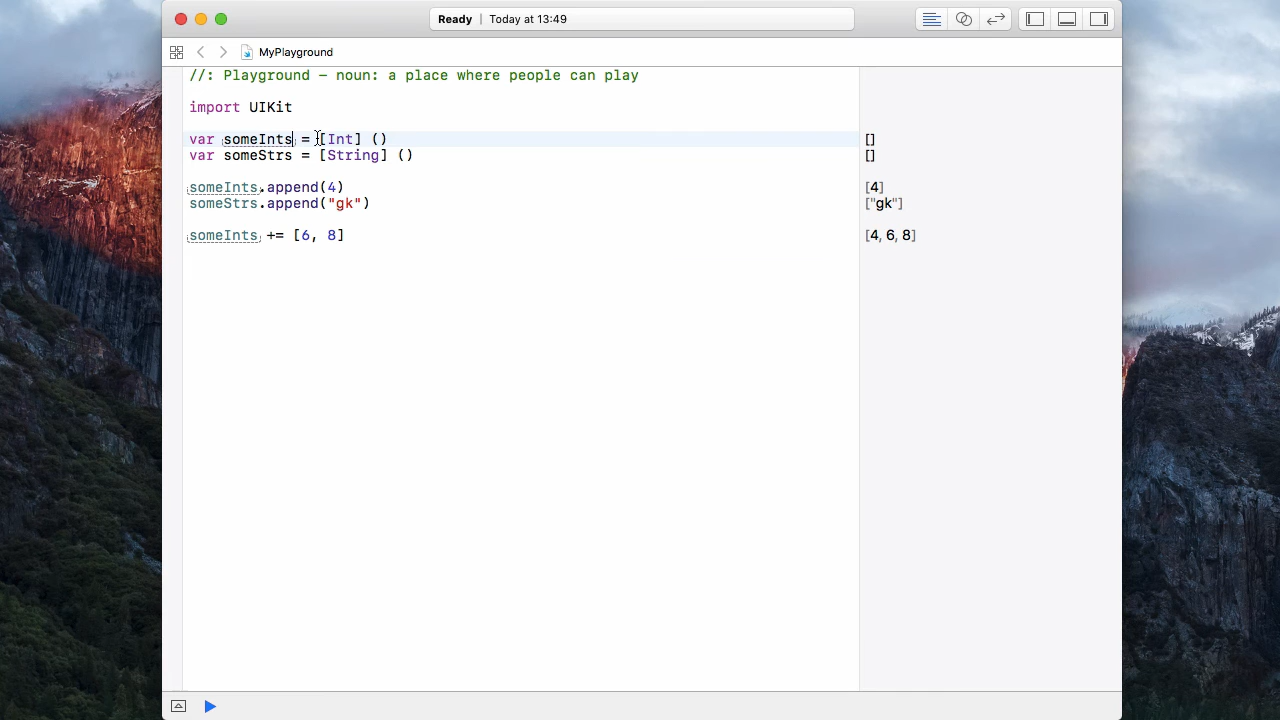 Ready | Today at 13:49
MyPlayground
//: Playground – noun: a place where people can play
import UIKit
var someInts = [Int] () []
var someStrs = [String] () []
someInts.append(4) [4]
someStrs.append("gk") ["gk"]
someInts += [6, 8] [4, 6, 8]